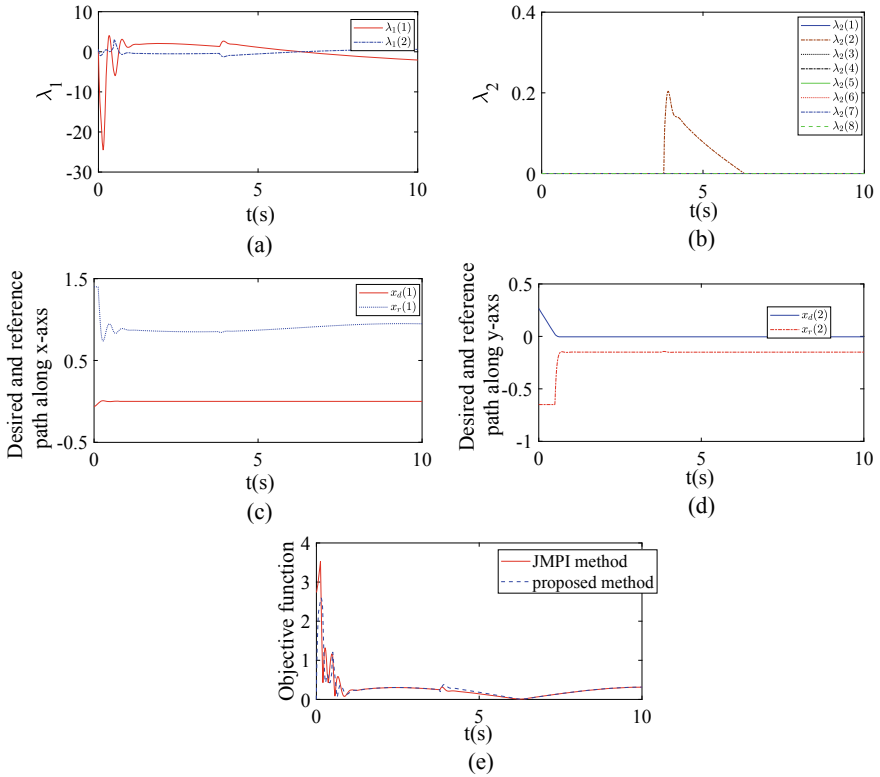 10
0
-10
-20
-30
λ₁
λ₁(1)
λ₁(2)
0
5
10
t(s)
(a)
0.4
0.2
0
λ₂
λ₂(1)
λ₂(2)
λ₂(3)
λ₂(4)
λ₂(5)
λ₂(6)
λ₂(7)
λ₂(8)
0
5
10
t(s)
(b)
Desired and reference
path along x-axs
1.5
0.5
-0.5
x_d(1)
x_r(1)
0
5
10
t(s)
(c)
Desired and reference
path along y-axs
0.5
0
-0.5
-1
x_d(2)
x_r(2)
0
5
10
t(s)
(d)
Objective function
4
3
2
1
0
JMPI method
proposed method
0
5
10
t(s)
(e)